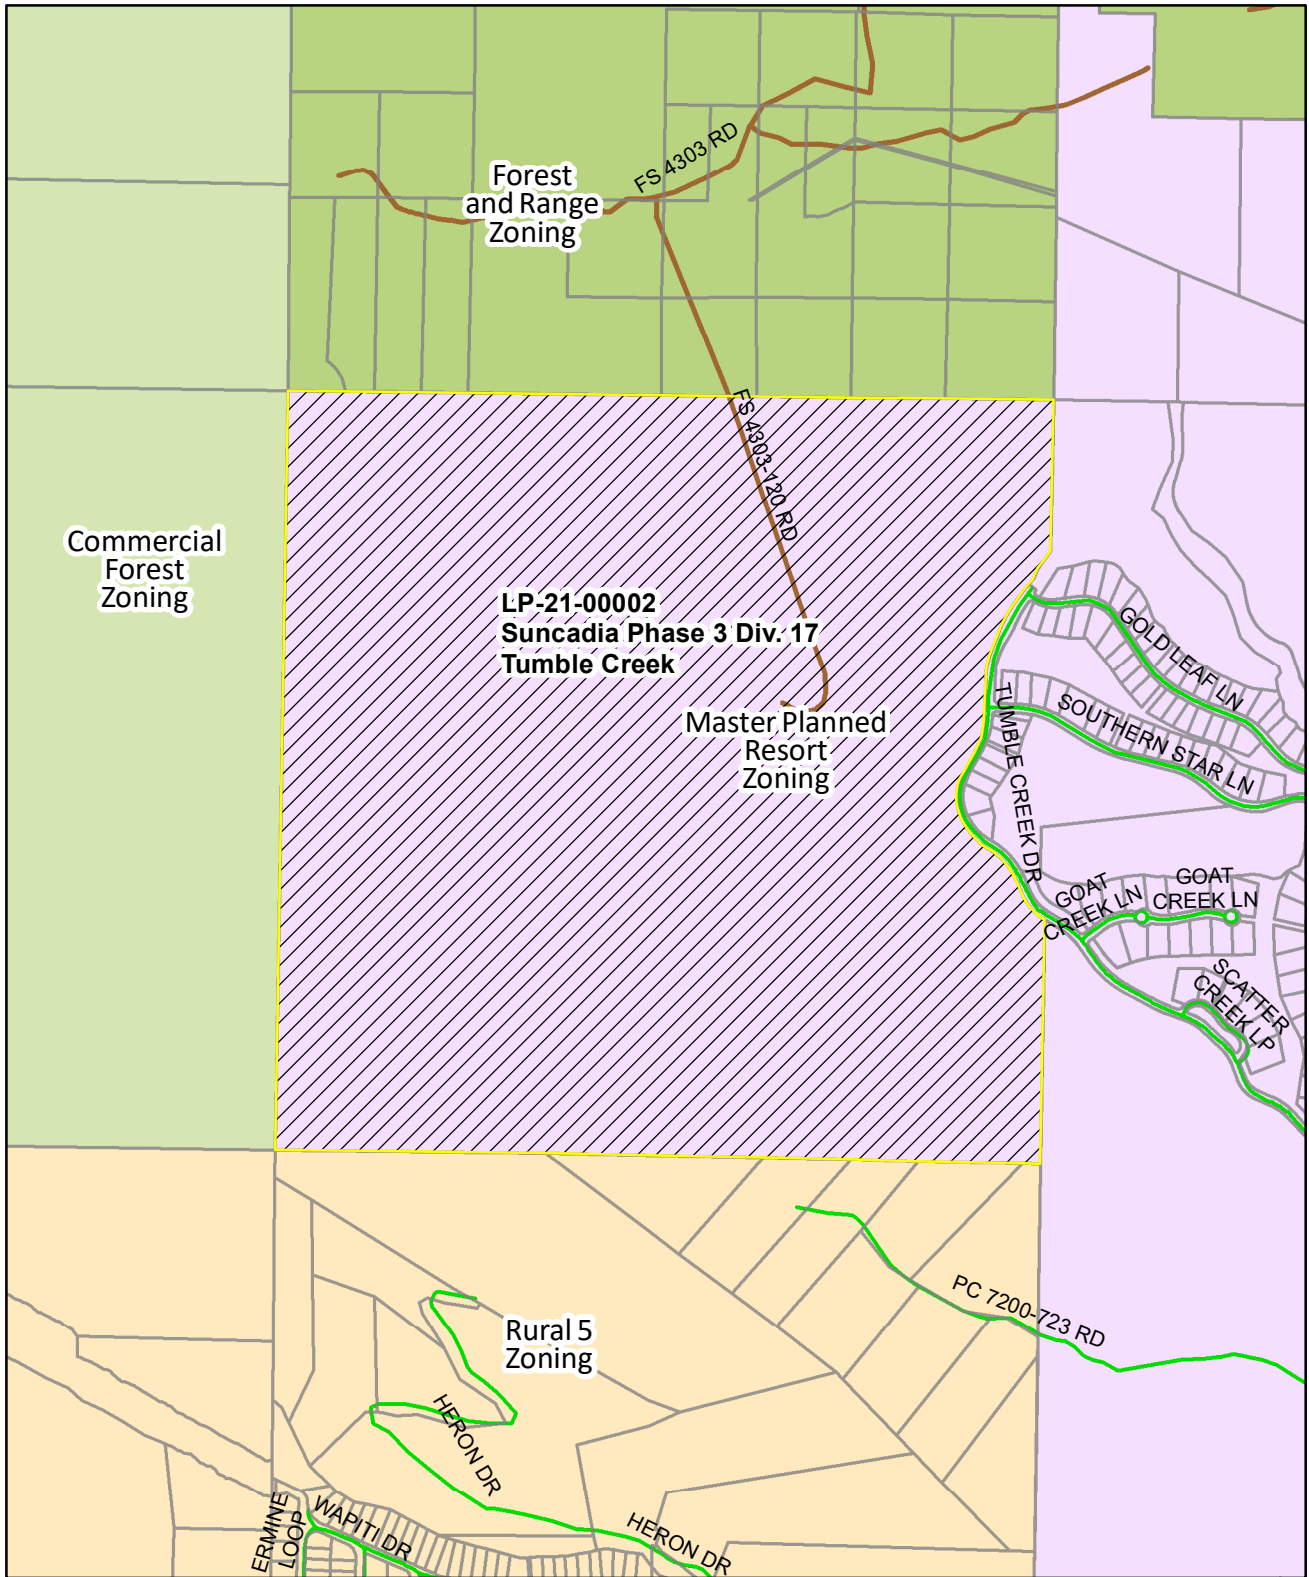 FS 4303 RD
Forest
and Range
Zoning
FS 4303-120 RD
Commercial
Forest
Zoning
LP-21-00002
Suncadia Phase 3 Div. 17
Tumble Creek
Master Planned
Resort
Zoning
GOLD LEAF LN
SOUTHERN STAR LN
TUMBLE CREEK DR
GOAT
CREEK LN
GOAT
CREEK LN
SCATTER
CREEK LP
PC 7200-723 RD
Rural 5
Zoning
HERON DR
HERON DR
WAPITI DR
ERMINE
LOOP